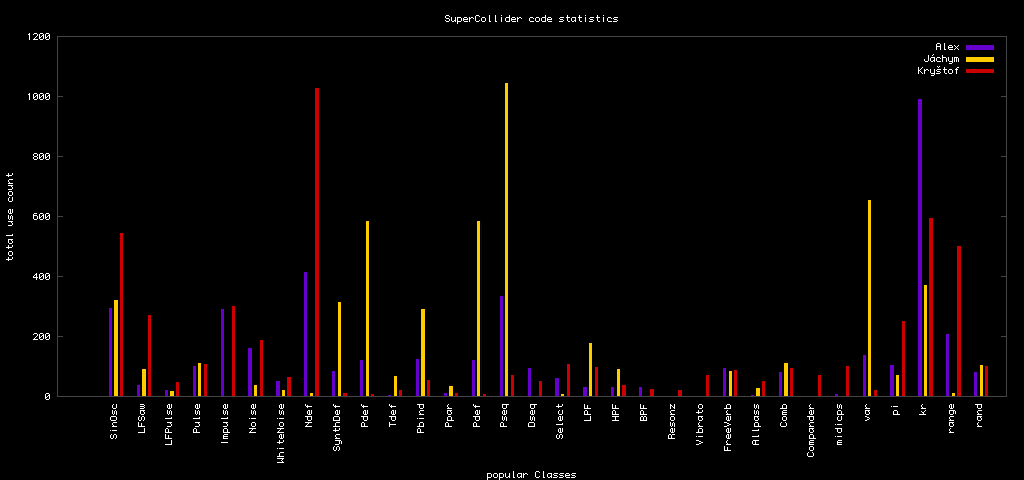 SuperCollider code statistics
Alex
Jáchym
Kryštof
1200
1000
800
600
400
200
0
total use count
SinOsc
LFSaw
LFPulse
Pulse
Impulse
Noise
WhiteNoise
Ndef
SynthDef
Pdef
Tdef
Pbind
Ppar
Pdef
Pseq
Dseq
Select
LPF
HPF
BPF
Resonz
Vibrato
FreeVerb
Allpass
Comb
Compander
midicps
var
pi
kr
range
rand
popular Classes